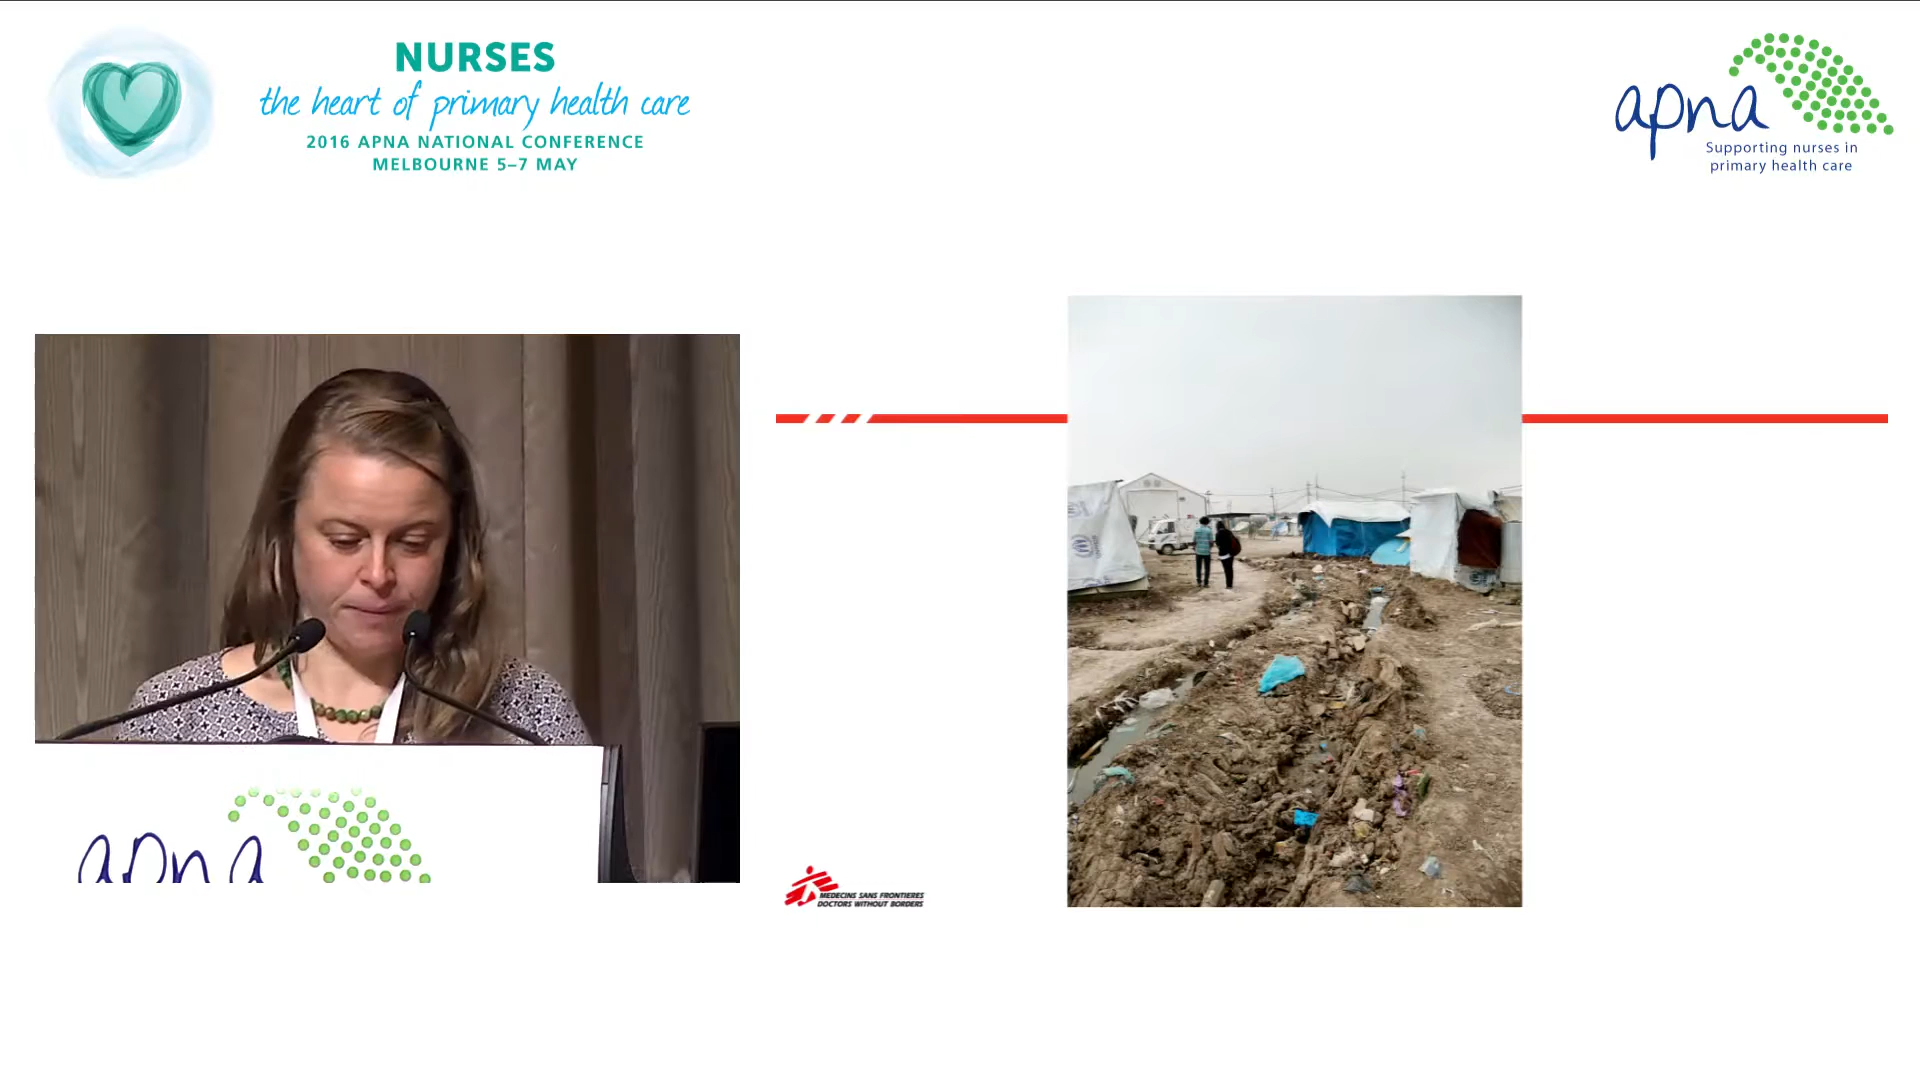 NURSES
the heart of primary health care
2016 APNA NATIONAL CONFERENCE
MELBOURNE 5–7 MAY
apna
Supporting nurses in
primary health care
apna
MEDECINS SANS FRONTIERES
DOCTORS WITHOUT BORDERS